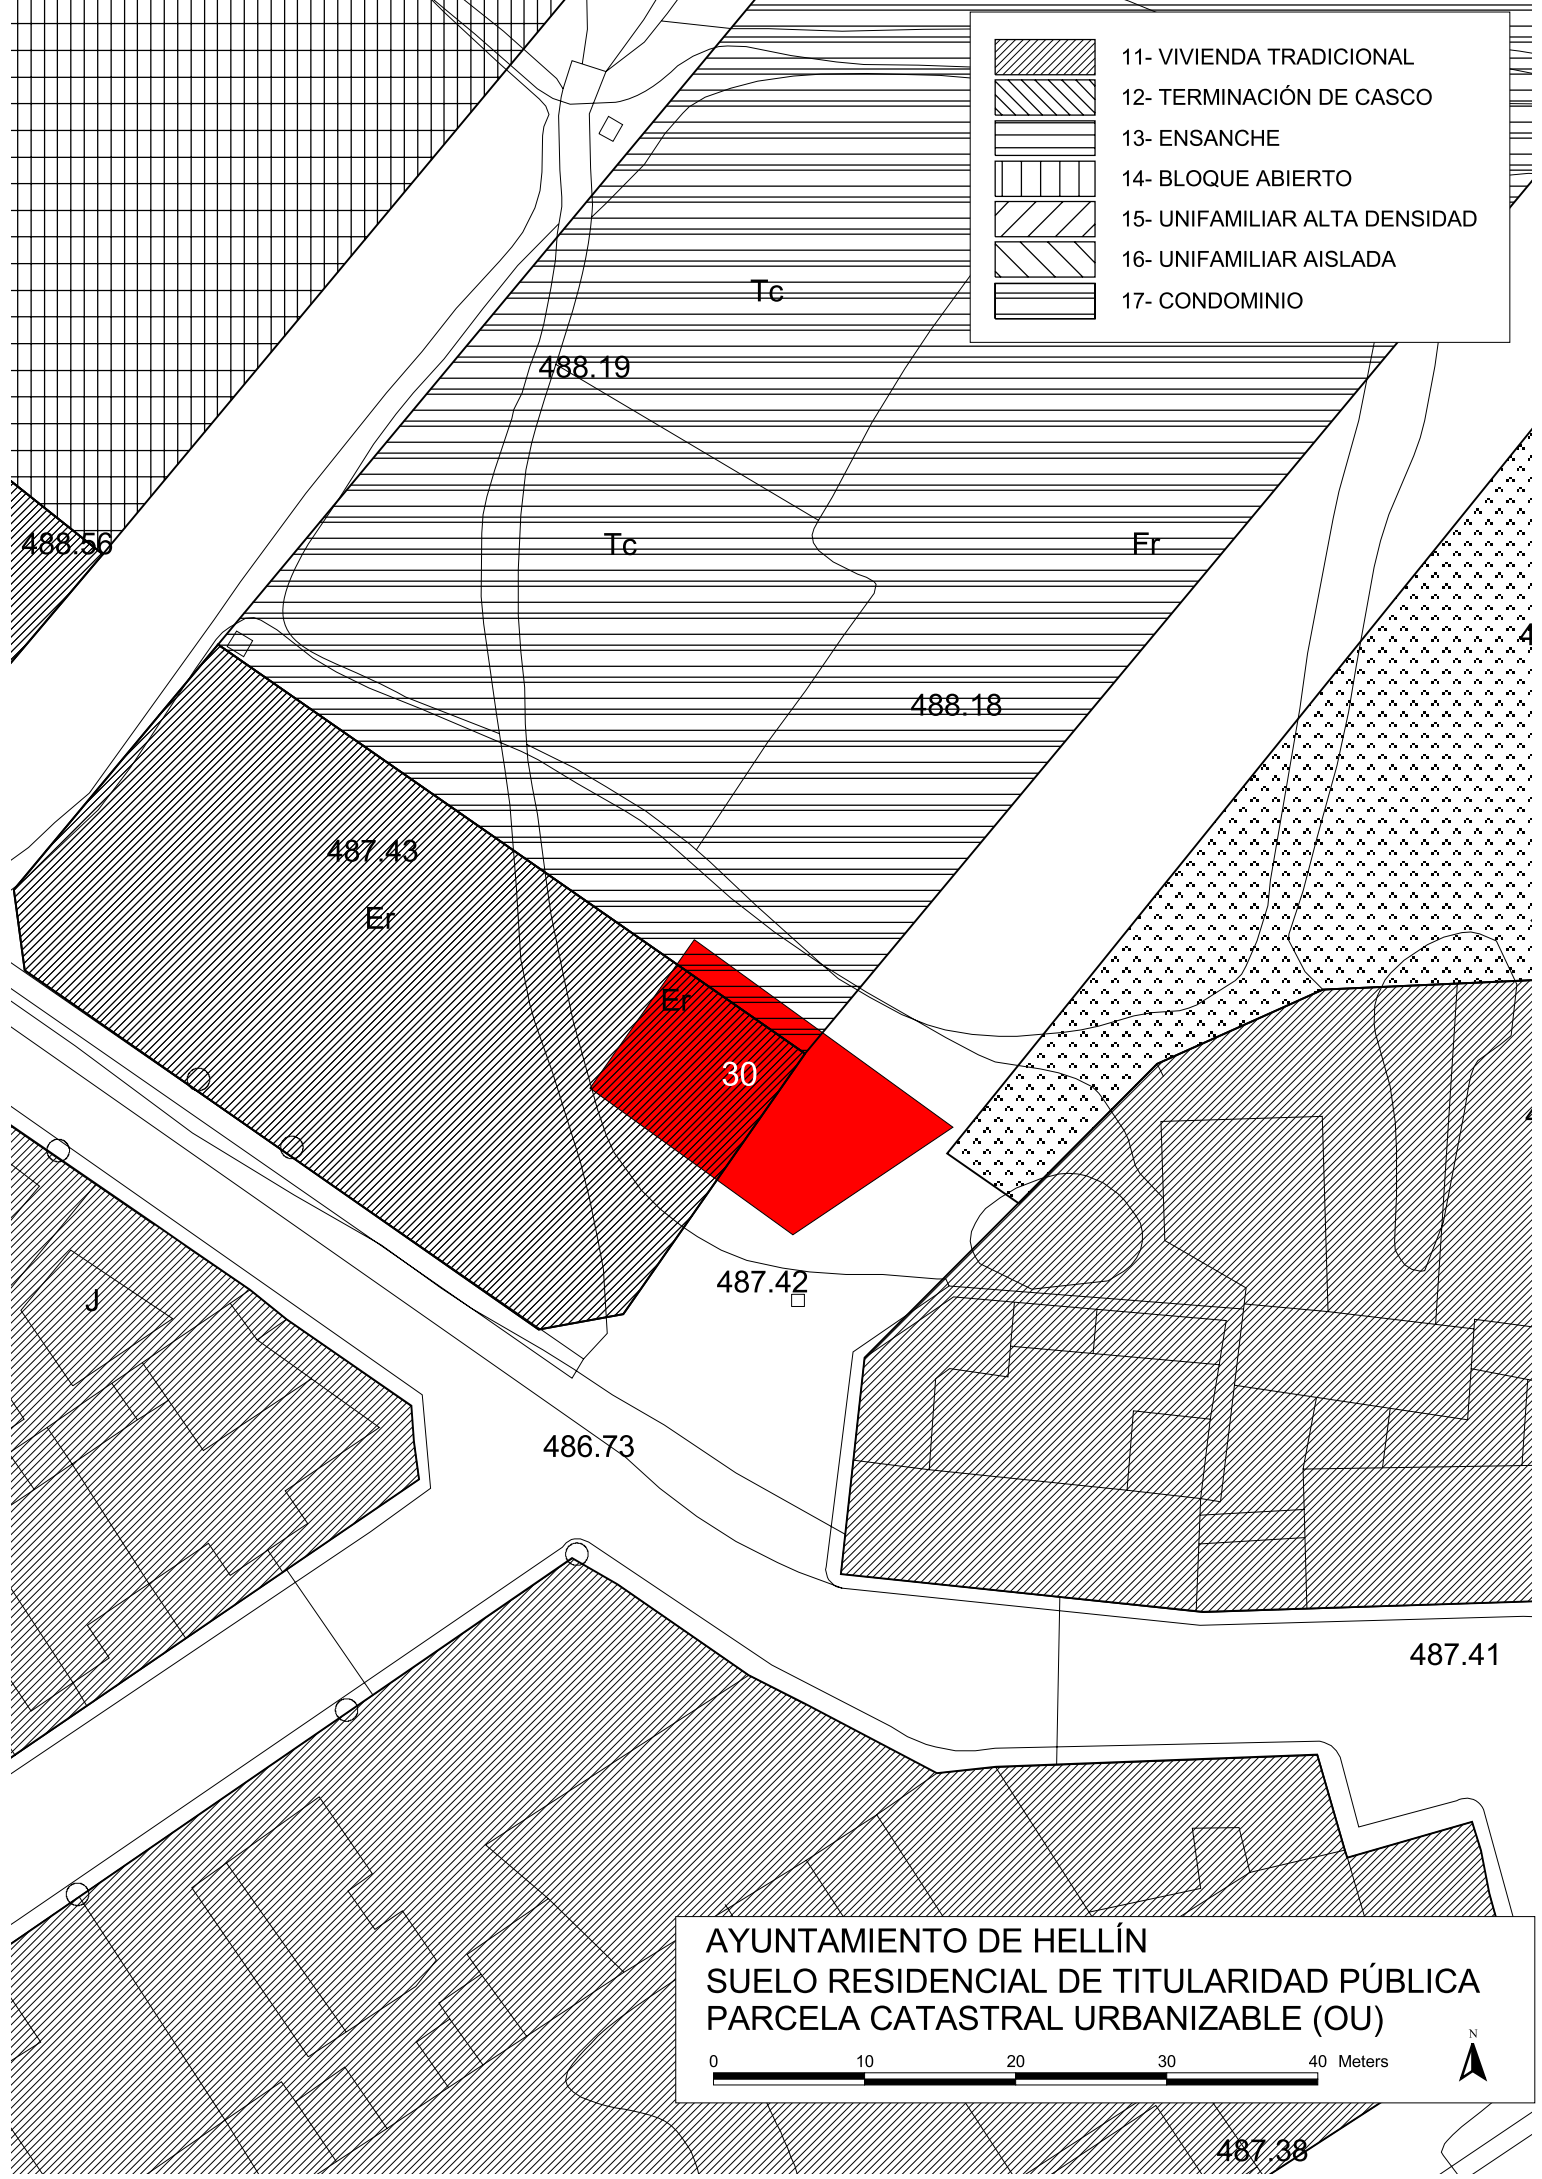 11- VIVIENDA TRADICIONAL
12- TERMINACIÓN DE CASCO
13- ENSANCHE
14- BLOQUE ABIERTO
15- UNIFAMILIAR ALTA DENSIDAD
16- UNIFAMILIAR AISLADA
17- CONDOMINIO
Tc
488.19
488.56
Tc
Fr
488.18
487.43
Er
Er
30
487.42
J
486.73
487.41
AYUNTAMIENTO DE HELLÍN
SUELO RESIDENCIAL DE TITULARIDAD PÚBLICA
PARCELA CATASTRAL URBANIZABLE (OU)
0 10 20 30 40 Meters
N
487.38